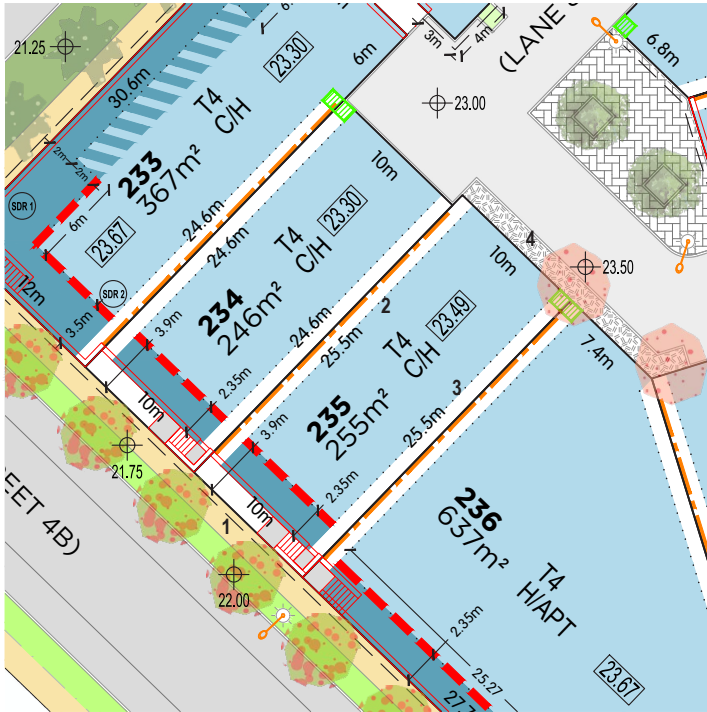 21.25
30.6m
T4
C/H
23.30
6m
3m
4m
(LANE
6.8m
23.00
2m
2m
233
367m²
SDR 1
6m
23.67
10m
24.6m
24.6m
T4
C/H
23.30
4
23.50
12m
SDR 2
3.5m
3.9m
234
246m²
24.6m
2
25.5m
10m
T4
C/H
23.49
7.4m
2.35m
10m
3.9m
235
255m²
3
25.5m
21.75
2.35m
10m
1
236
637m²
EET 4B)
22.00
T4
H/APT
2.35m
25.27
23.67
27.7